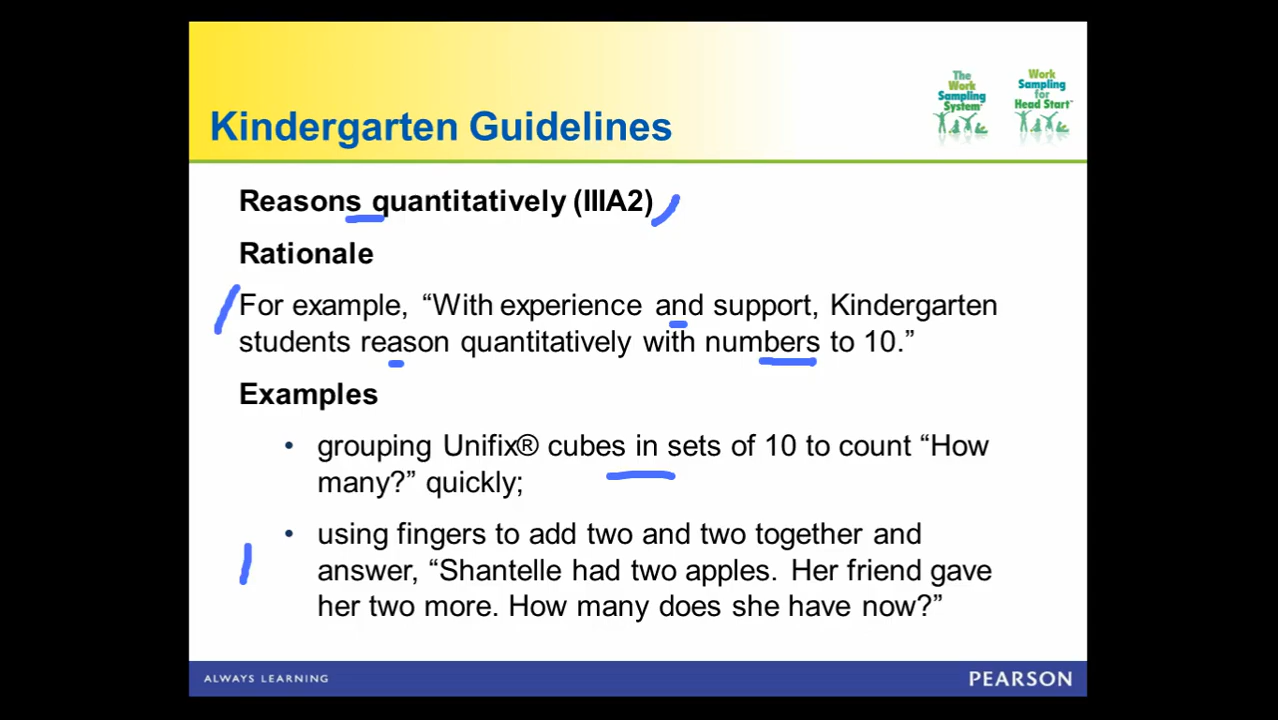 The
Work
Sampling
System™
Work
Sampling
for
Head Start™
Kindergarten Guidelines
Reasons quantitatively (IIIA2)
Rationale
For example, “With experience and support, Kindergarten
students reason quantitatively with numbers to 10.”
Examples
• grouping Unifix® cubes in sets of 10 to count “How
many?” quickly;
• using fingers to add two and two together and
answer, “Shantelle had two apples. Her friend gave
her two more. How many does she have now?”
ALWAYS LEARNING
PEARSON